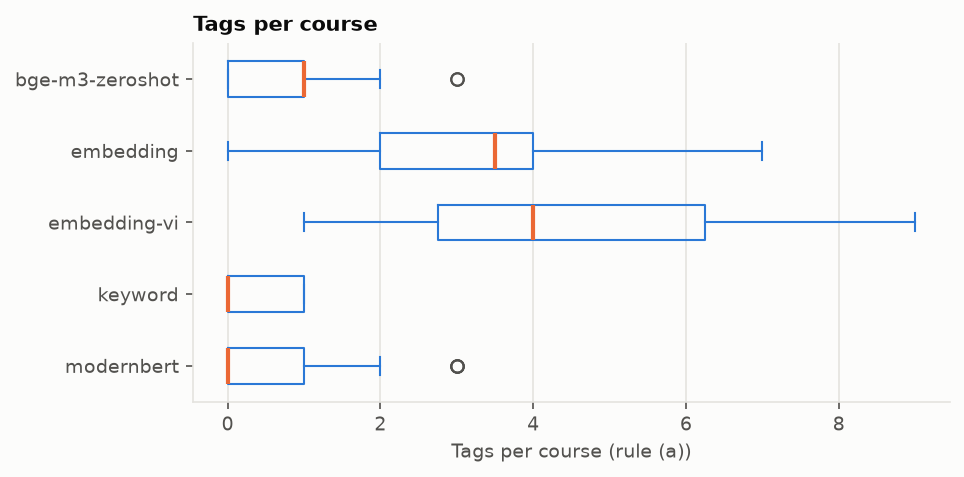 Tags per course
bge-m3-zeroshot
embedding
embedding-vi
keyword
modernbert
0 2 4 6 8
Tags per course (rule (a))